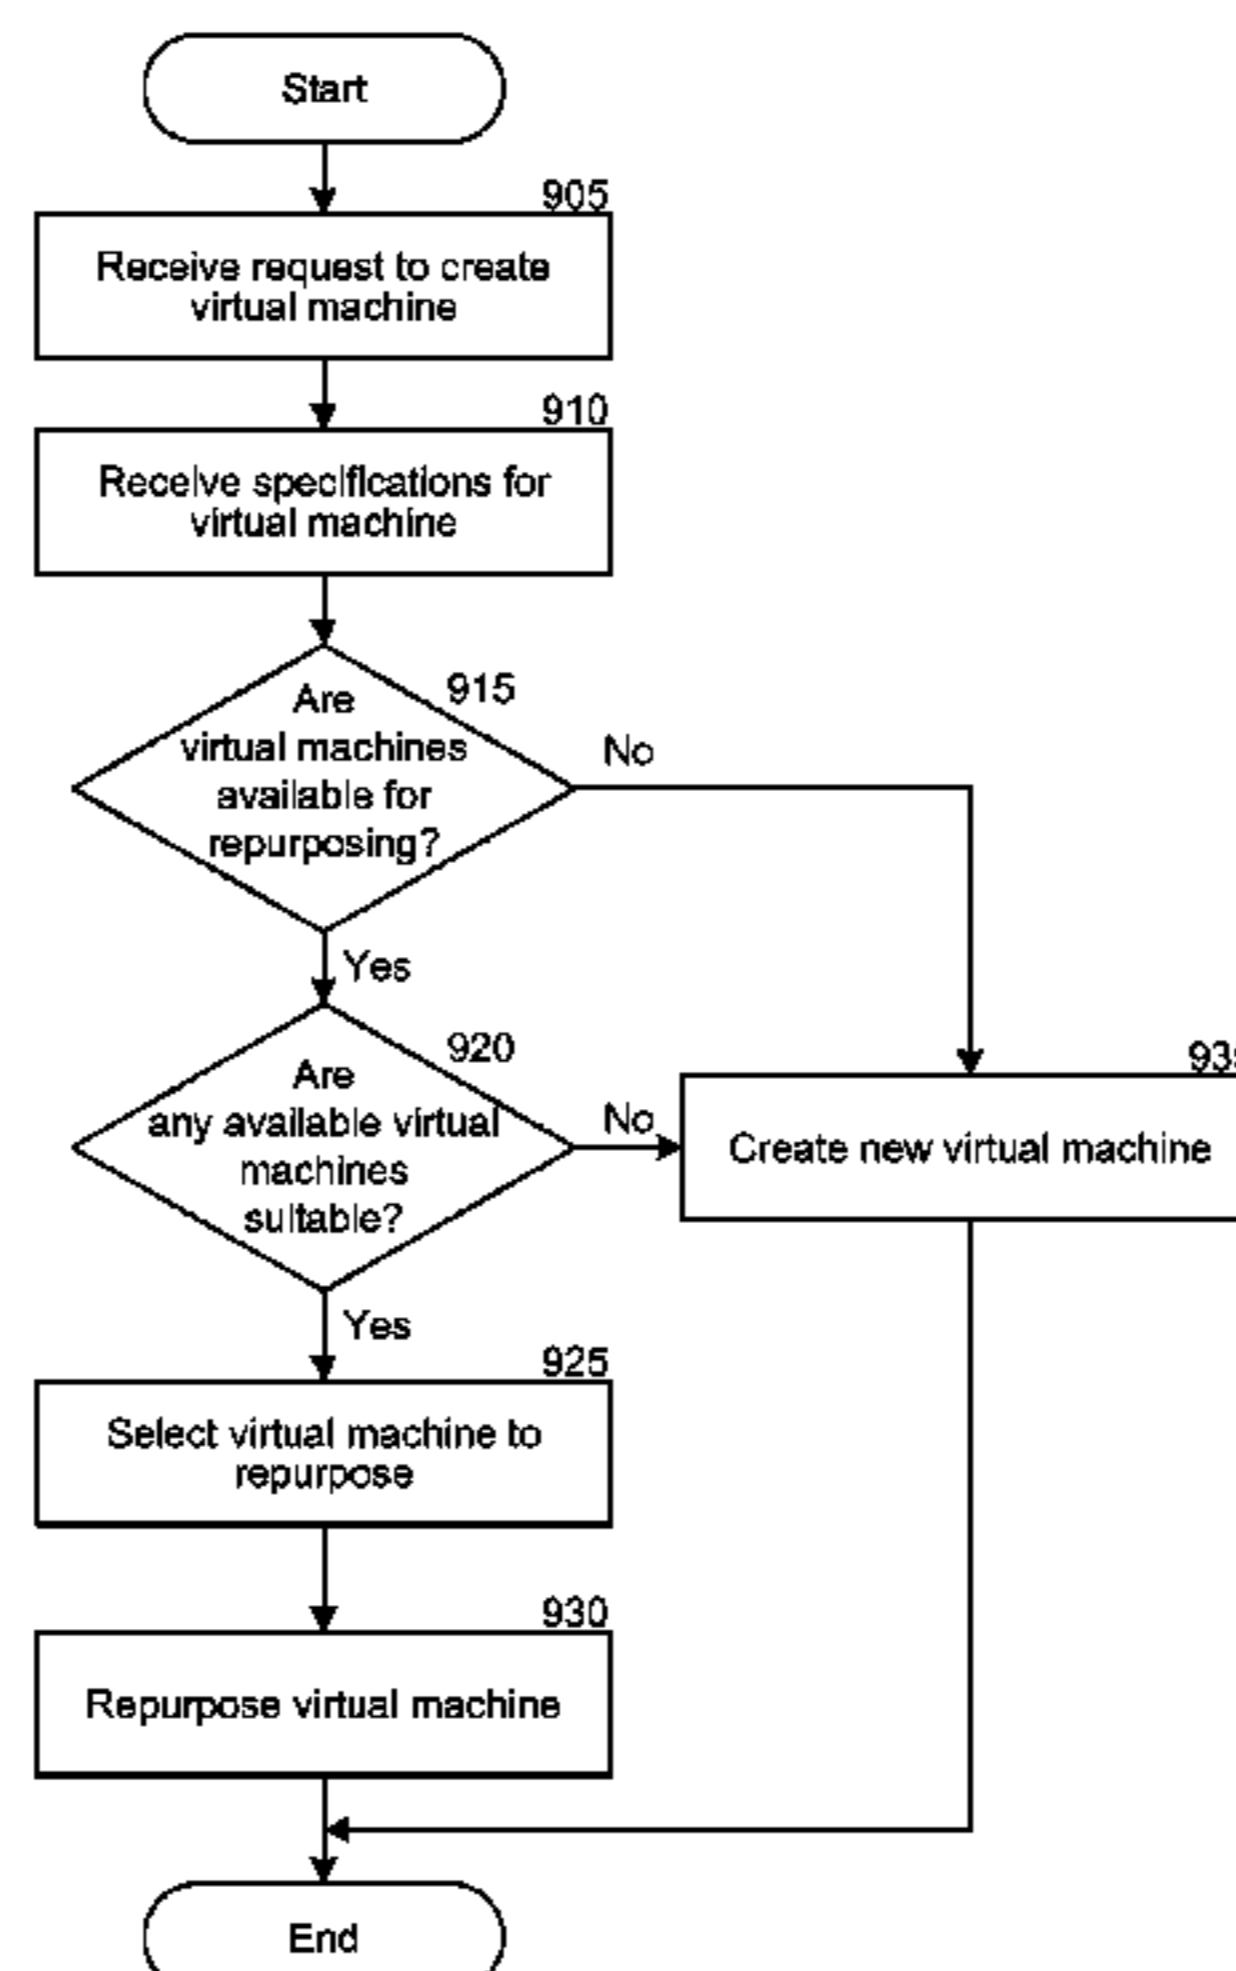 Start
905
Receive request to create
virtual machine
910
Receive specifications for
virtual machine
915
Are
virtual machines
available for
repurposing?
No
Yes
920
Are
any available virtual
machines
suitable?
No
Create new virtual machine
Yes
925
Select virtual machine to
repurpose
930
Repurpose virtual machine
End